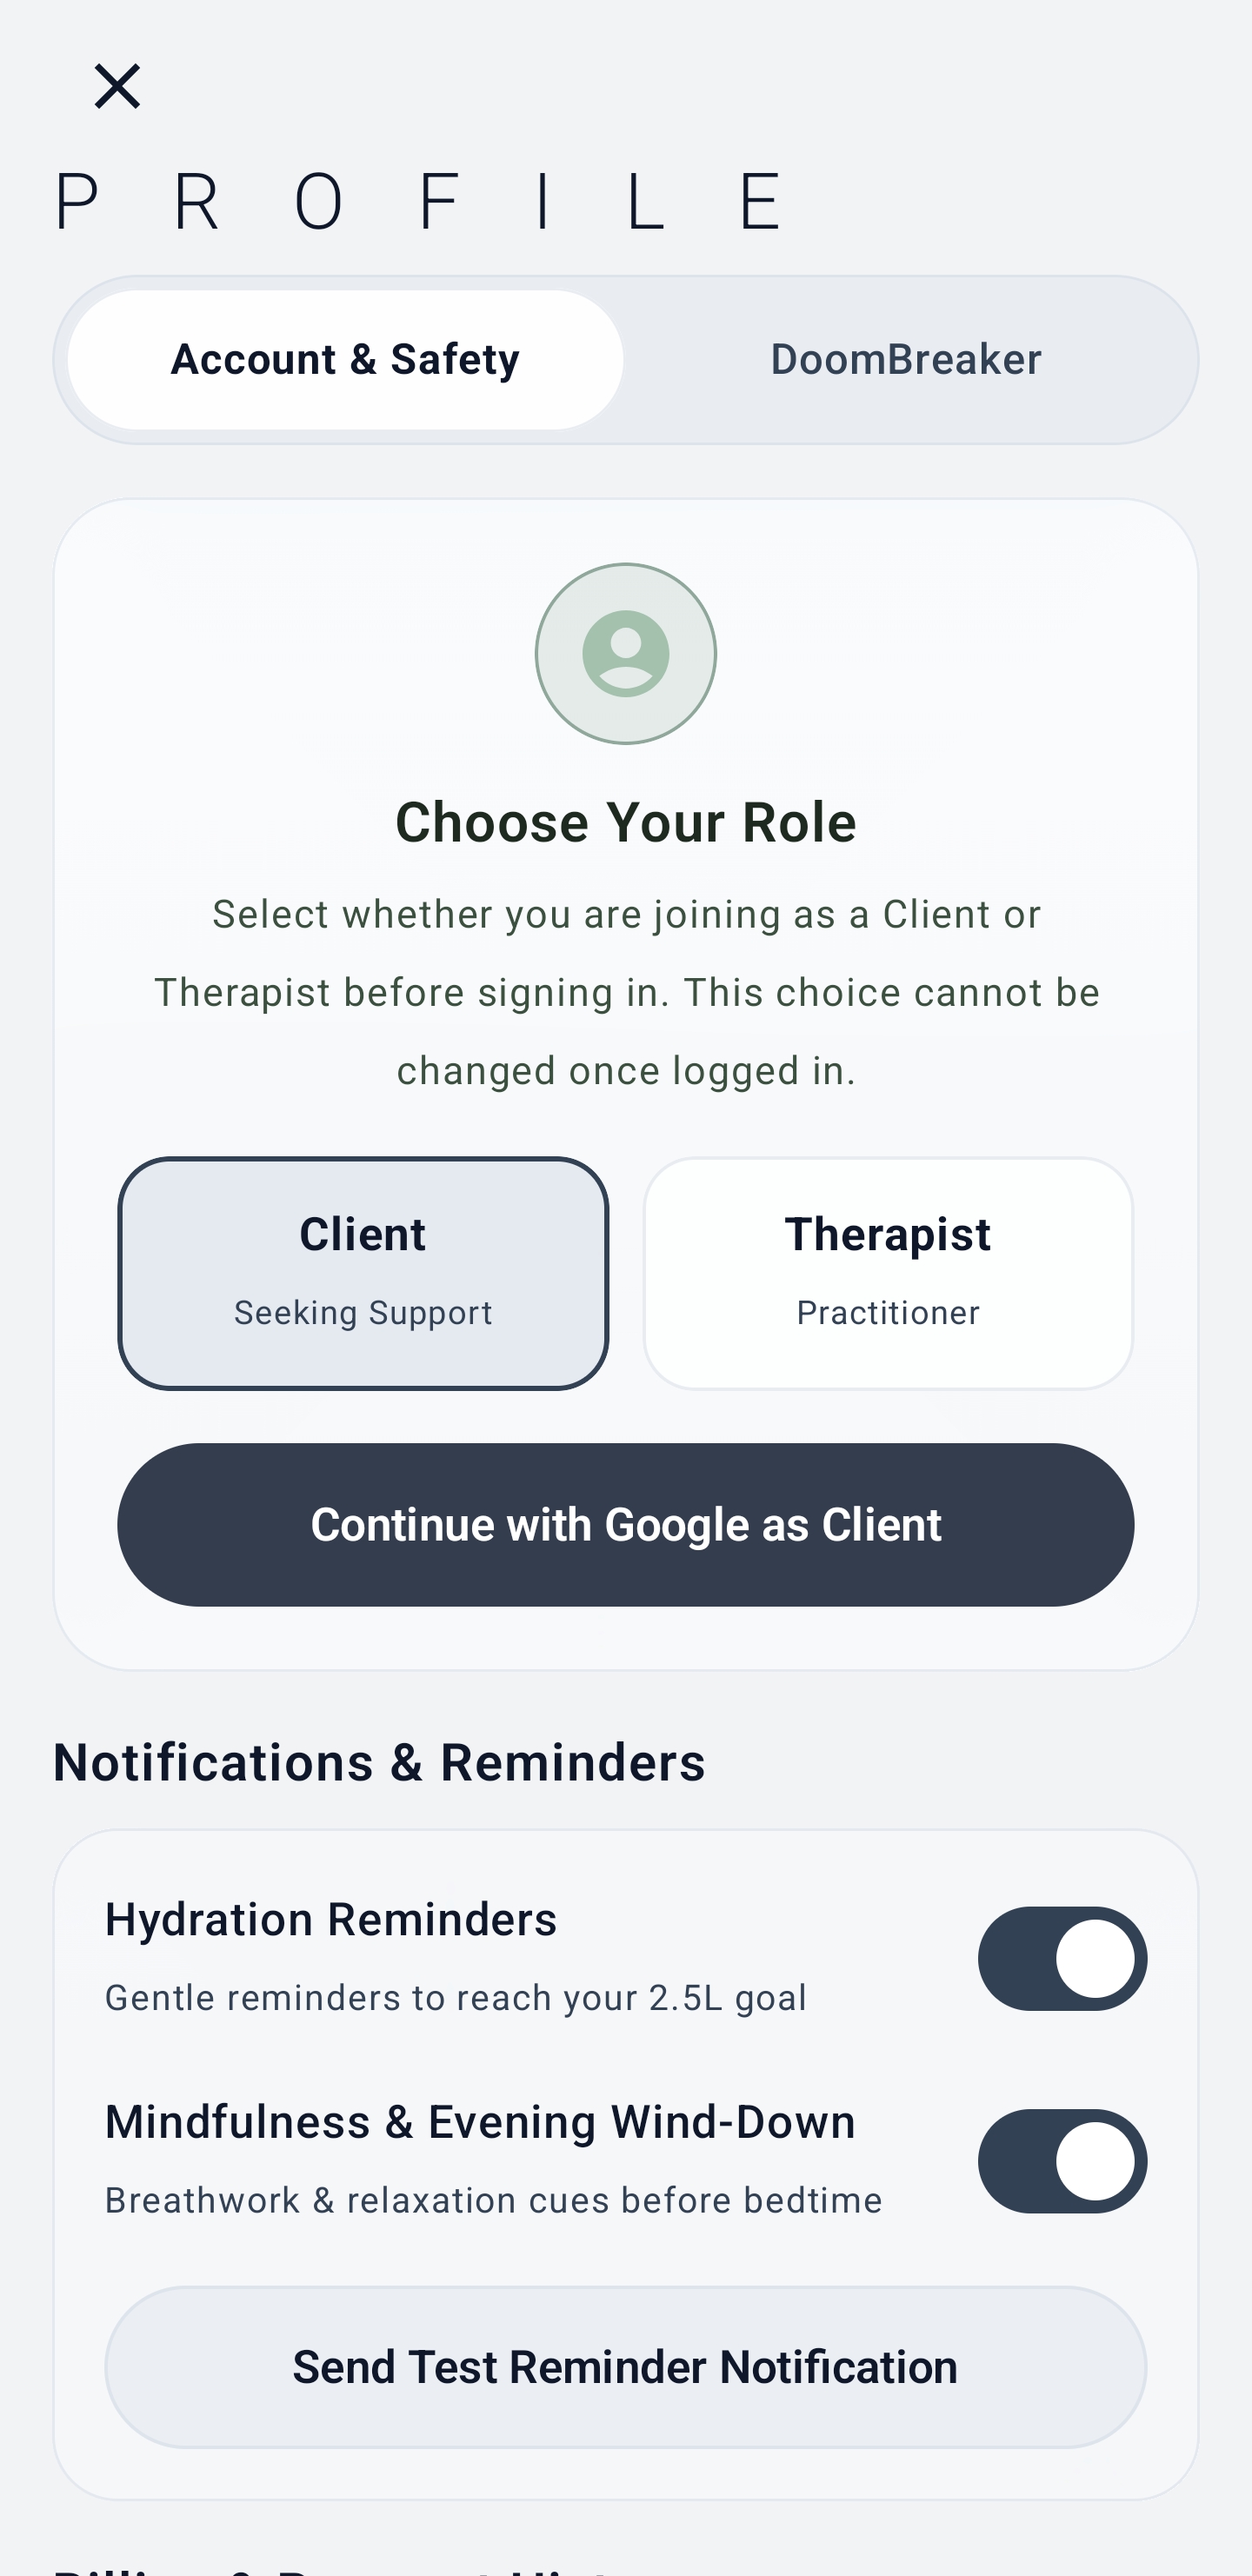 PROFILE
Account & Safety
DoomBreaker
Choose Your Role
Select whether you are joining as a Client or
Therapist before signing in. This choice cannot be
changed once logged in.
Client
Therapist
Seeking Support
Practitioner
Continue with Google as Client
Notifications & Reminders
Hydration Reminders
Gentle reminders to reach your 2.5L goal
Mindfulness & Evening Wind-Down
Breathwork & relaxation cues before bedtime
Send Test Reminder Notification